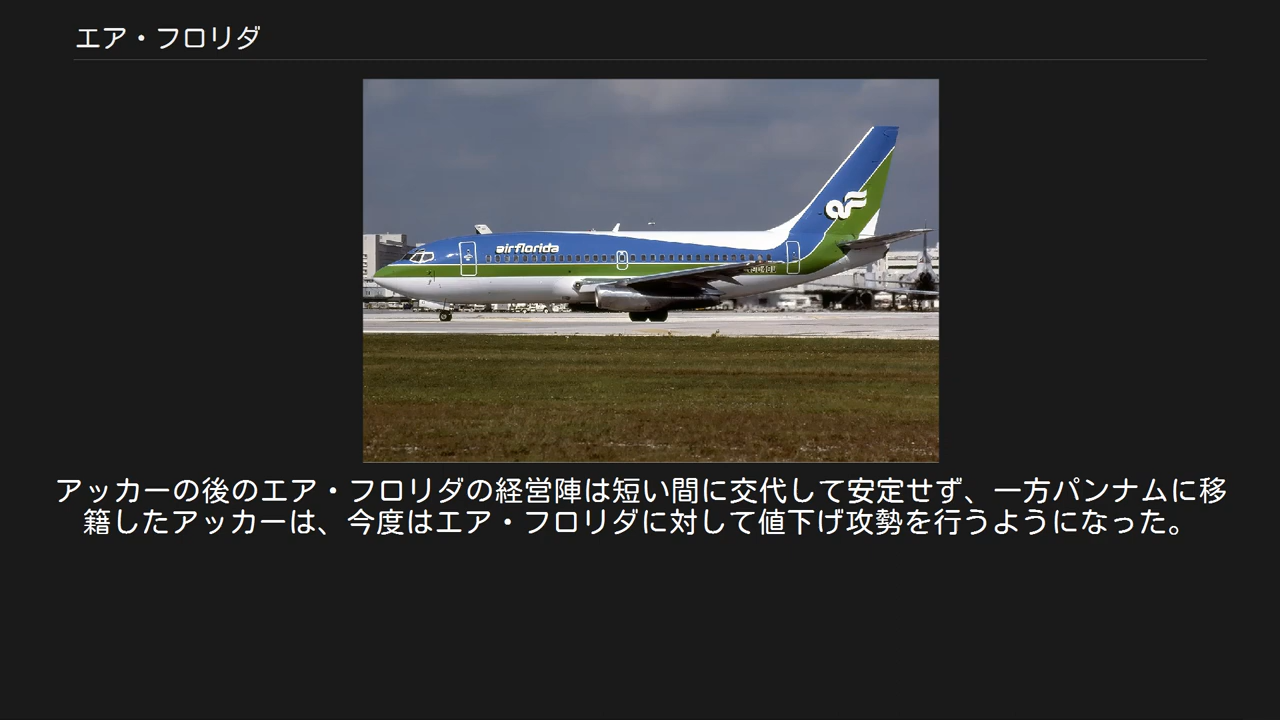 エア・フロリダ
airflorida
アッカーの後のエア・フロリダの経営陣は短い間に交代して安定せず、一方パンナムに移
籍したアッカーは、今度はエア・フロリダに対して値下げ攻勢を行うようになった。